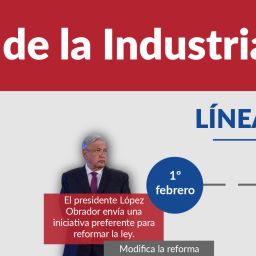 de la Industria
LÍNEA
1º
febrero
El presidente López
Obrador envía una
iniciativa preferente para
reformar la ley.
Modifica la reforma